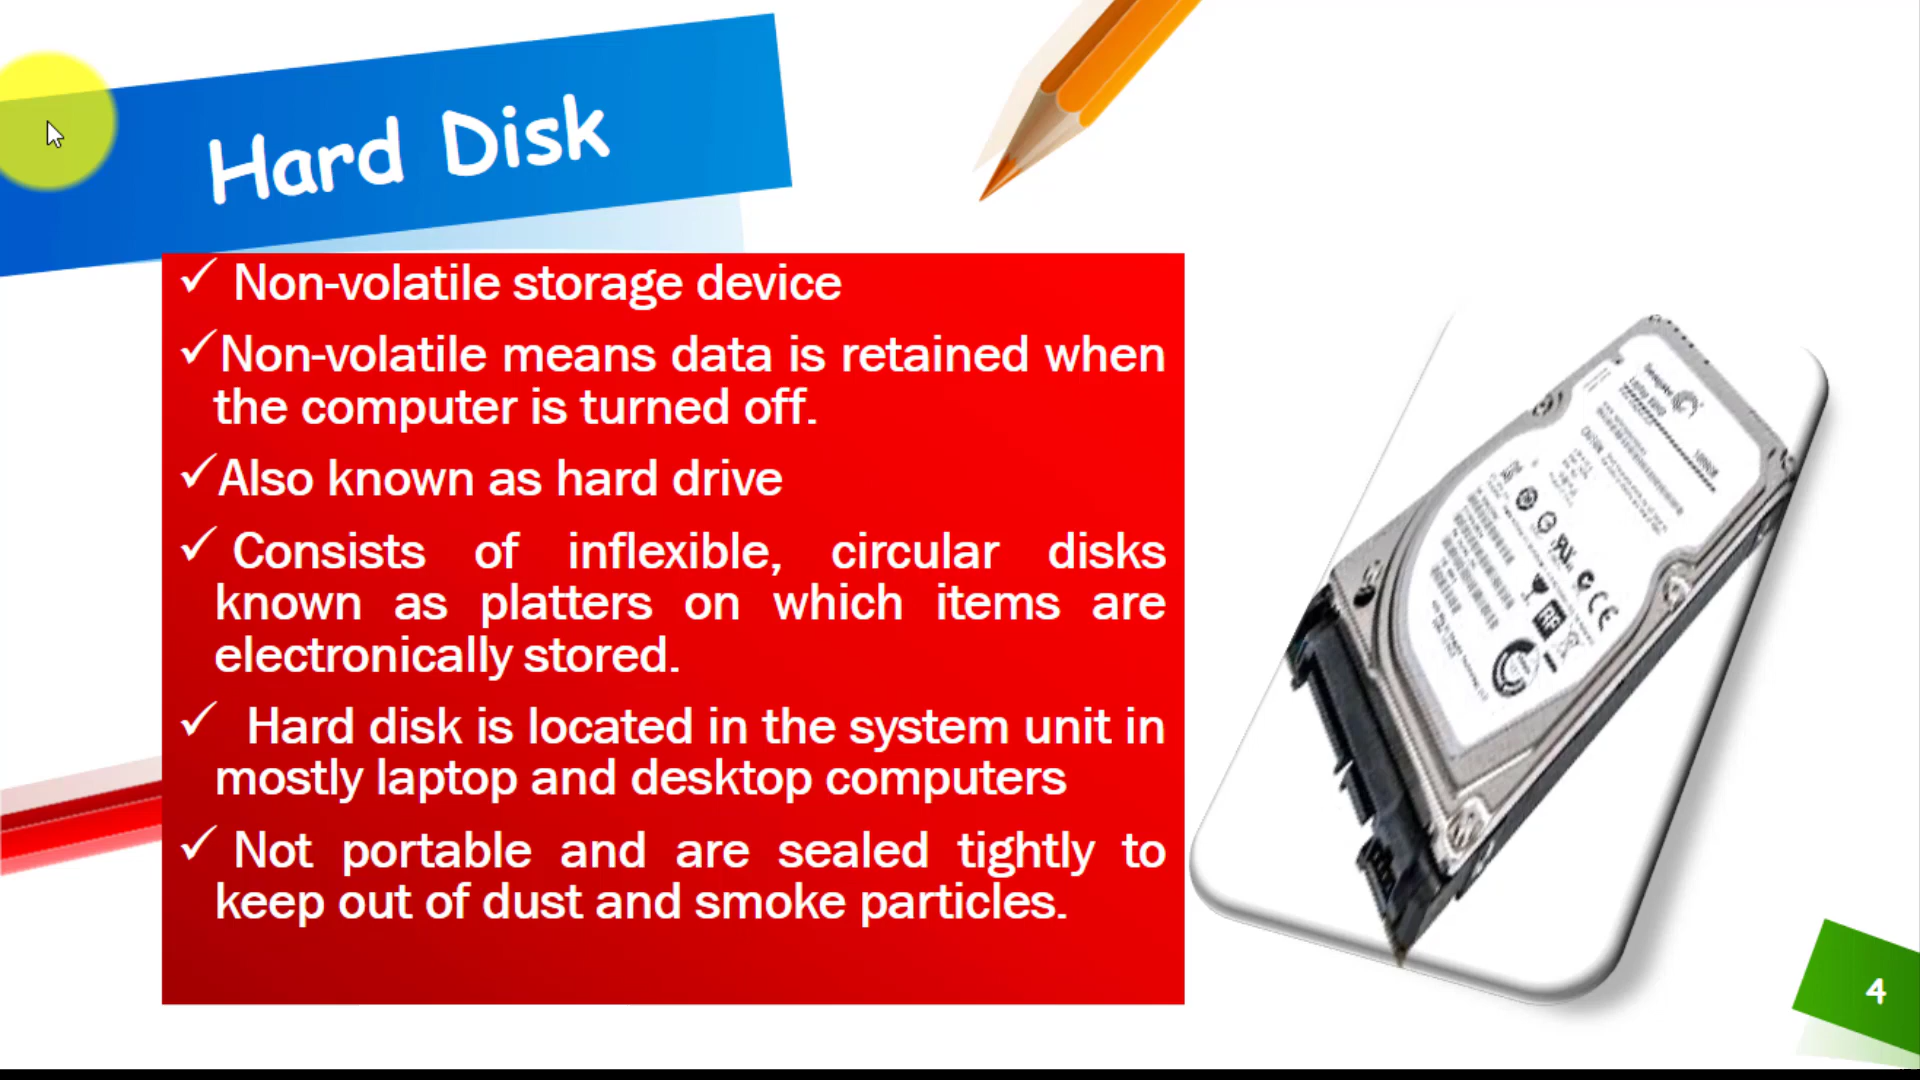 Hard Disk
✓ Non-volatile storage device
✓Non-volatile means data is retained when
the computer is turned off.
✓Also known as hard drive
✓ Consists of inflexible, circular disks
known as platters on which items are
electronically stored.
✓ Hard disk is located in the system unit in
mostly laptop and desktop computers
✓ Not portable and are sealed tightly to
keep out of dust and smoke particles.
Seagate
CE
4